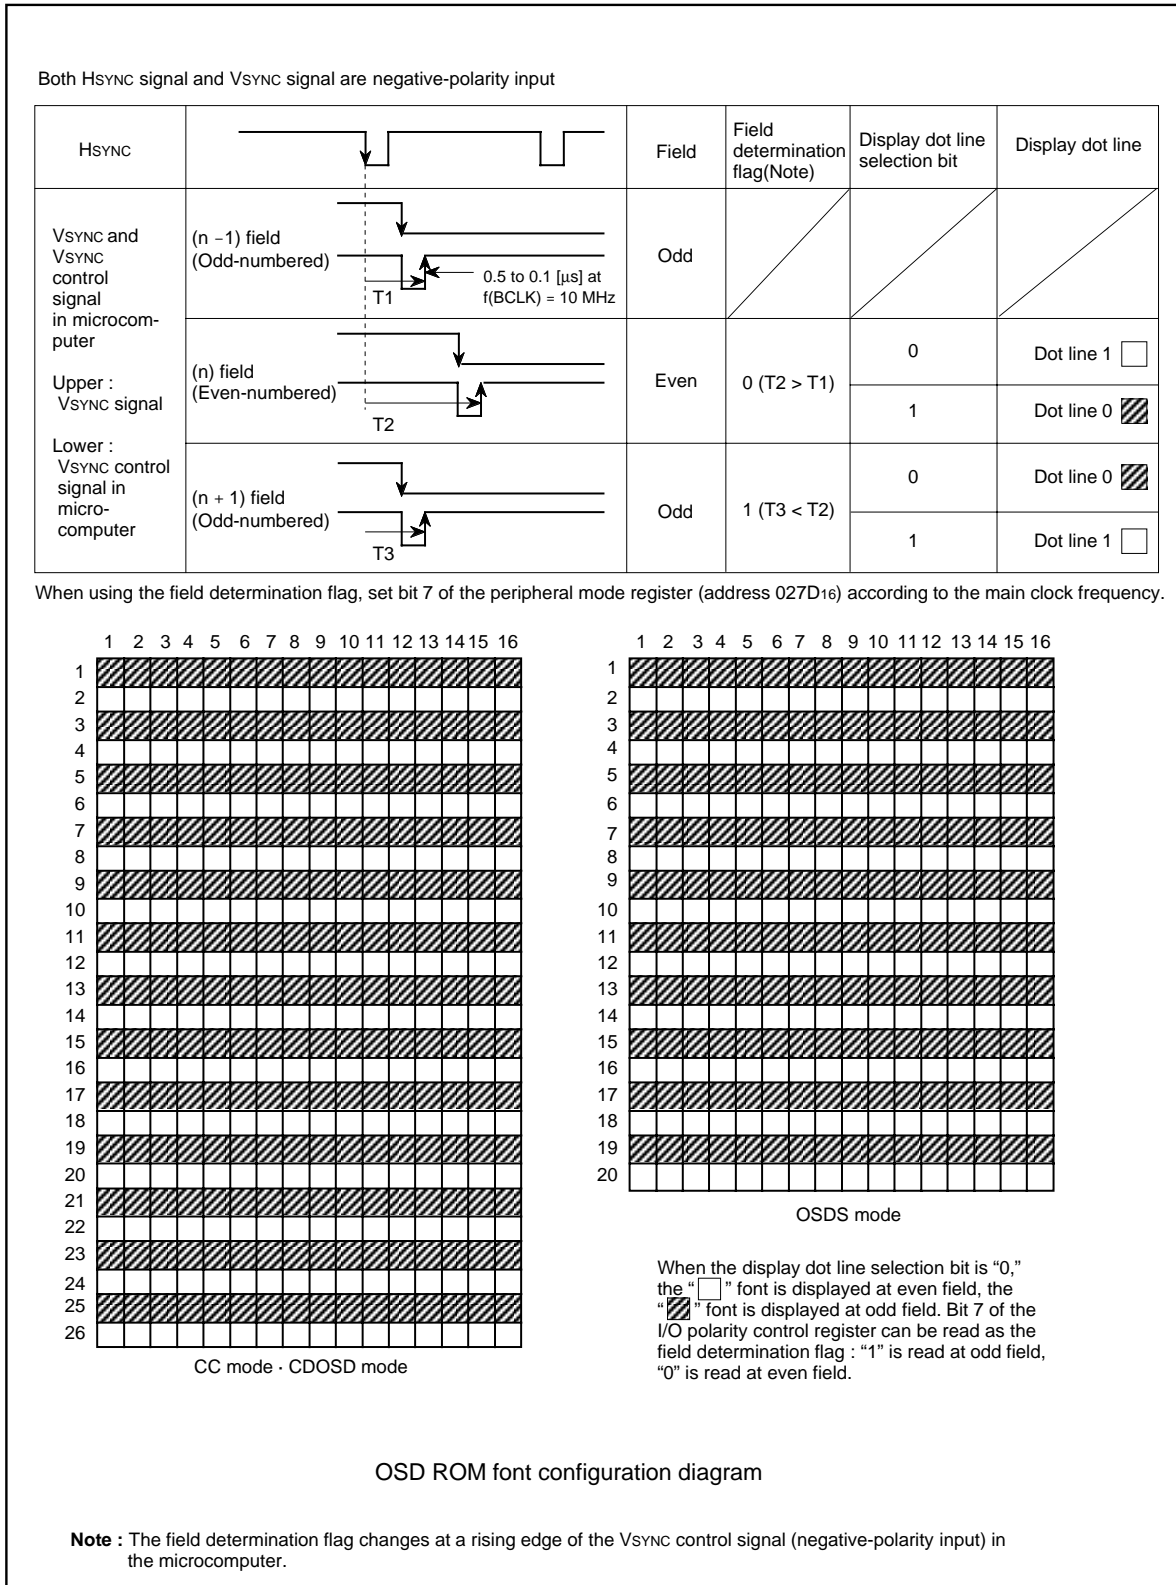 Both HSYNC signal and VSYNC signal are negative-polarity input
HSYNC
Field
Field
determination
flag(Note)
Display dot line
selection bit
Display dot line
VSYNC and
VSYNC
control
signal
in microcom-
puter
Upper :
VSYNC signal
Lower :
VSYNC control
signal in
micro-
computer
(n –1) field
(Odd-numbered)
T1
0.5 to 0.1 [μs] at
f(BCLK) = 10 MHz
Odd
(n) field
(Even-numbered)
T2
Even
0 (T2 > T1)
0
Dot line 1
1
Dot line 0
(n + 1) field
(Odd-numbered)
T3
Odd
1 (T3 < T2)
0
Dot line 0
1
Dot line 1
When using the field determination flag, set bit 7 of the peripheral mode register (address 027D16) according to the main clock frequency.
1 2 3 4 5 6 7 8 9 10 11 12 13 14 15 16
1
2
3
4
5
6
7
8
9
10
11
12
13
14
15
16
17
18
19
20
21
22
23
24
25
26
CC mode · CDOSD mode
1 2 3 4 5 6 7 8 9 10 11 12 13 14 15 16
1
2
3
4
5
6
7
8
9
10
11
12
13
14
15
16
17
18
19
20
OSDS mode
When the display dot line selection bit is “0,”
the “ ” font is displayed at even field, the
“ ” font is displayed at odd field. Bit 7 of the
I/O polarity control register can be read as the
field determination flag : “1” is read at odd field,
“0” is read at even field.
OSD ROM font configuration diagram
Note : The field determination flag changes at a rising edge of the VSYNC control signal (negative-polarity input) in
the microcomputer.